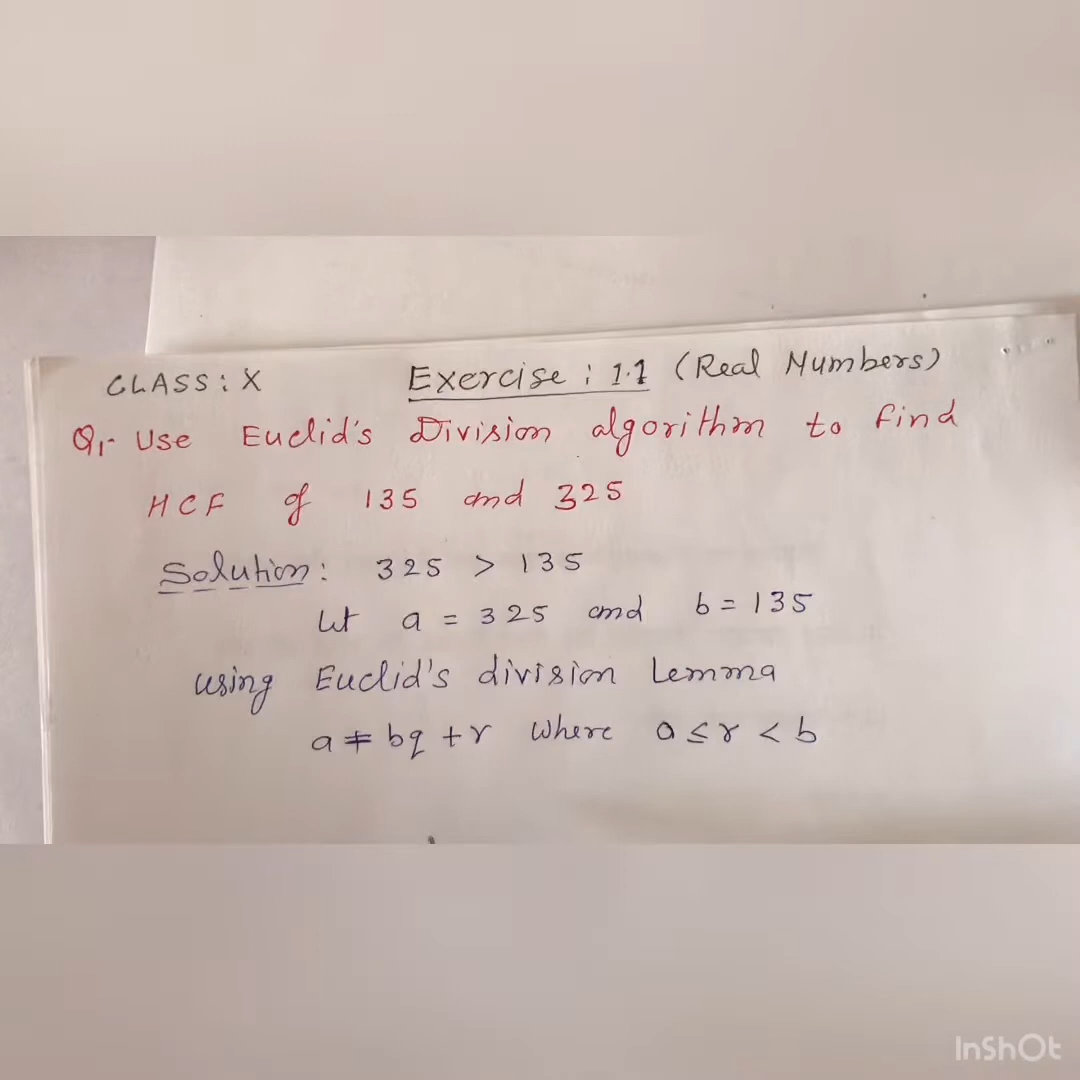 CLASS: X Exercise: 1.1 (Real Numbers)
Q1- Use Euclid's Division algorithm to find
HCF of 135 and 325
Solution: 325 > 135
Let a = 325 and b = 135
using Euclid's division Lemma
a = bq + r where 0 ≤ r < b
InShOt